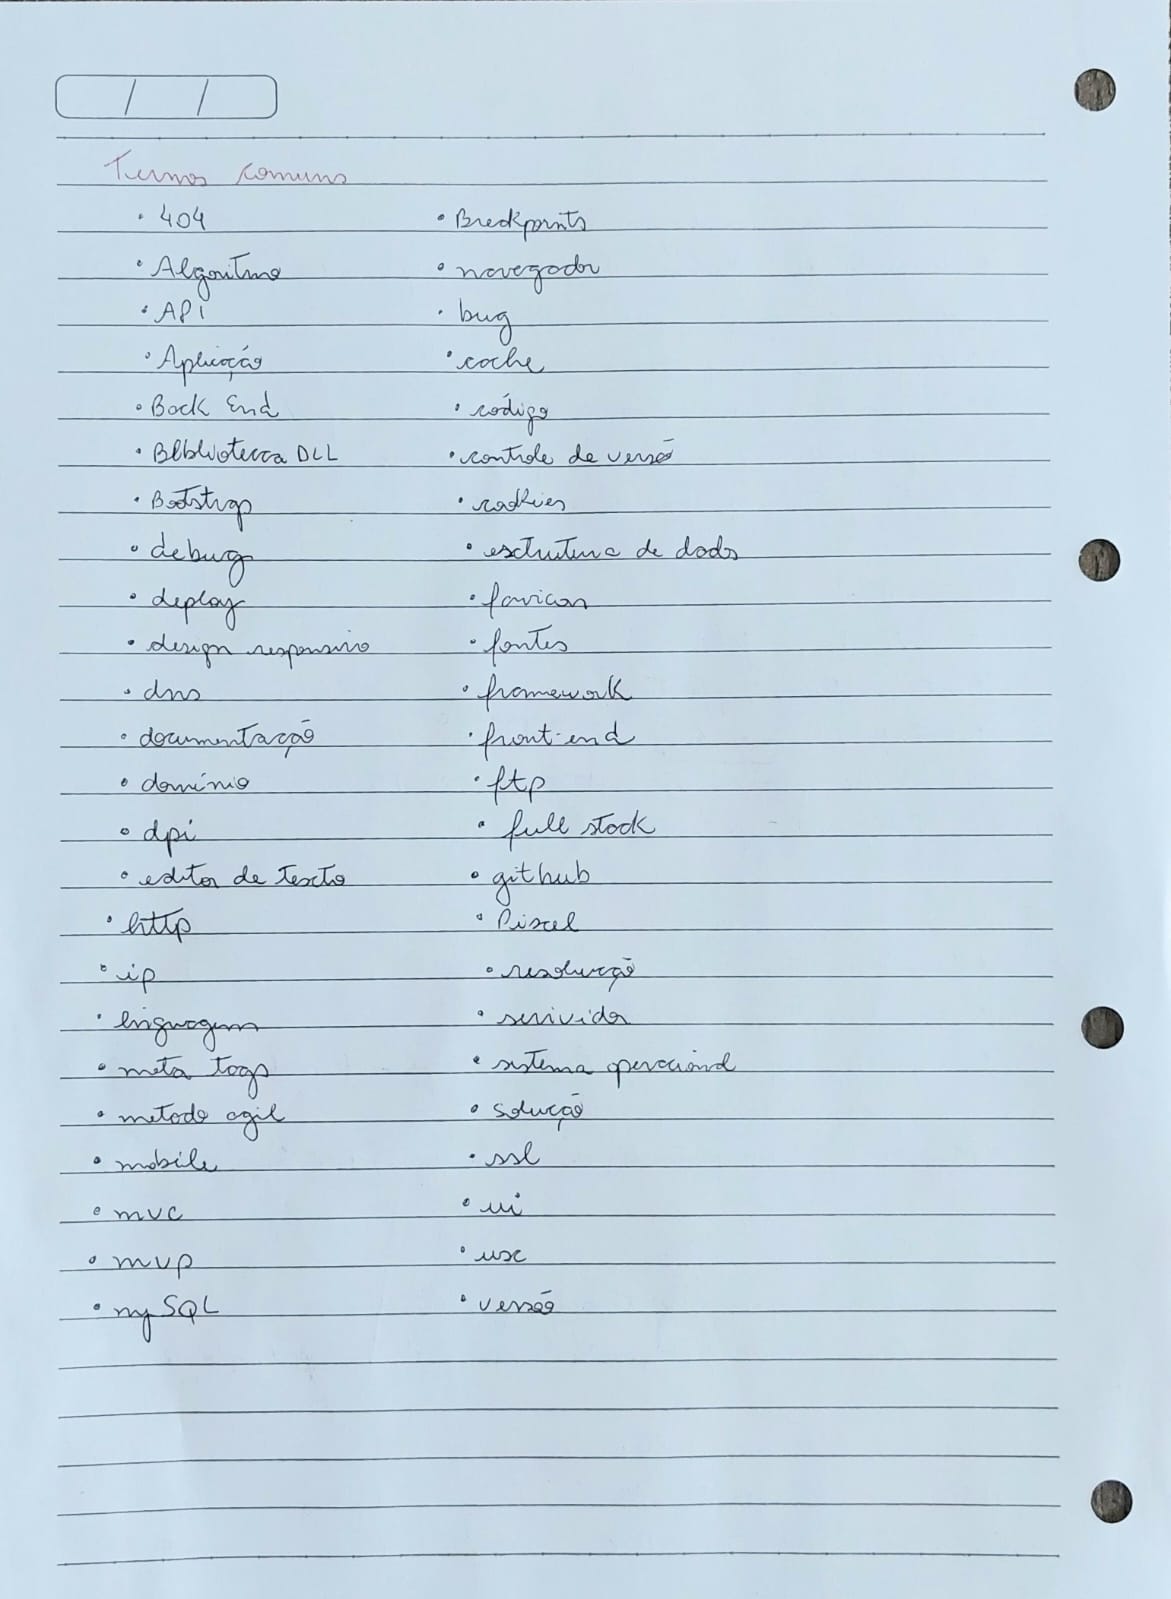 Termos comuns
• 404
• Algoritmo
• API
• Aplicação
• Back End
• BIblioteca DLL
• Bootstrap
• debug
• deploy
• design responsivo
• dns
• documentação
• domínio
• dpi
• editor de texto
• http
• ip
• linguagem
• meta tags
• metodo agil
• mobile
• mvc
• mvp
• my SQL
• Breakpoints
• navegador
• bug
• cache
• código
• controle de versão
• cookies
• estrutura de dados
• favicon
• fontes
• framework
• front-end
• ftp
• full stack
• github
• Pixel
• resolução
• servidor
• sistema operacional
• solução
• ssl
• ui
• ux
• versão